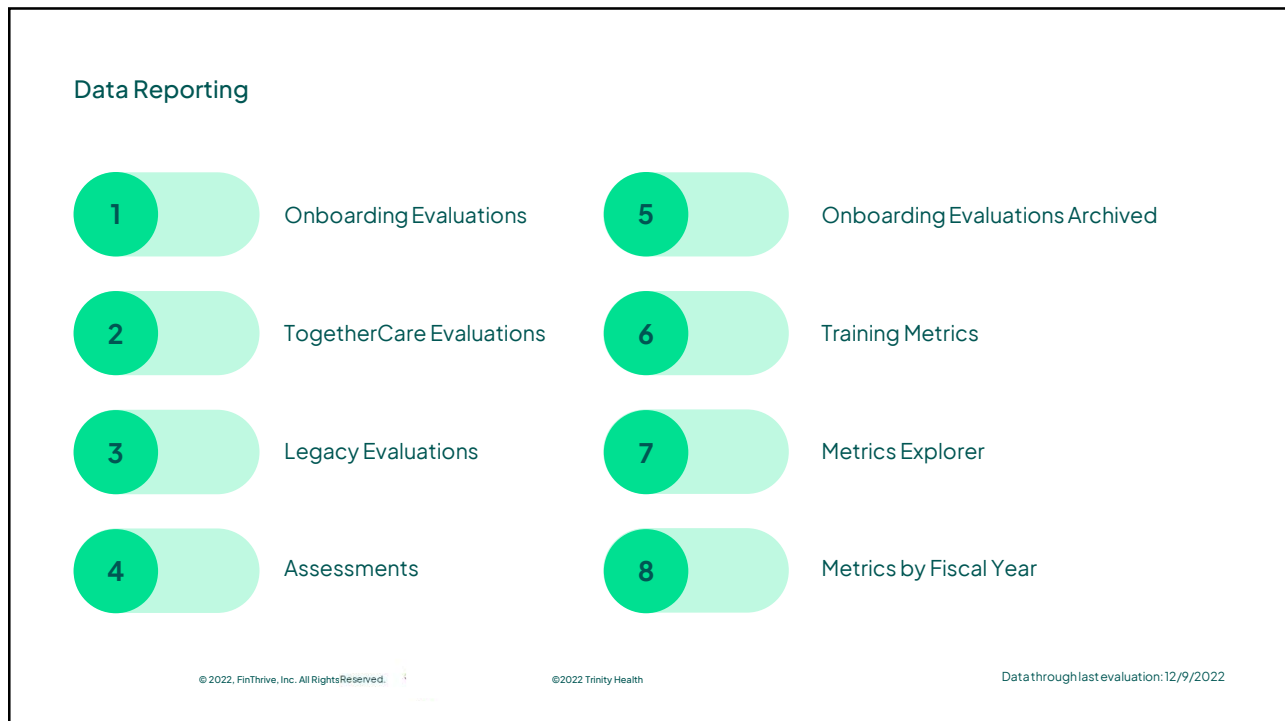 Data Reporting
1 Onboarding Evaluations
2 TogetherCare Evaluations
3 Legacy Evaluations
4 Assessments
5 Onboarding Evaluations Archived
6 Training Metrics
7 Metrics Explorer
8 Metrics by Fiscal Year
© 2022, FinThrive, Inc. All Rights Reserved.
©2022 Trinity Health
Data through last evaluation: 12/9/2022